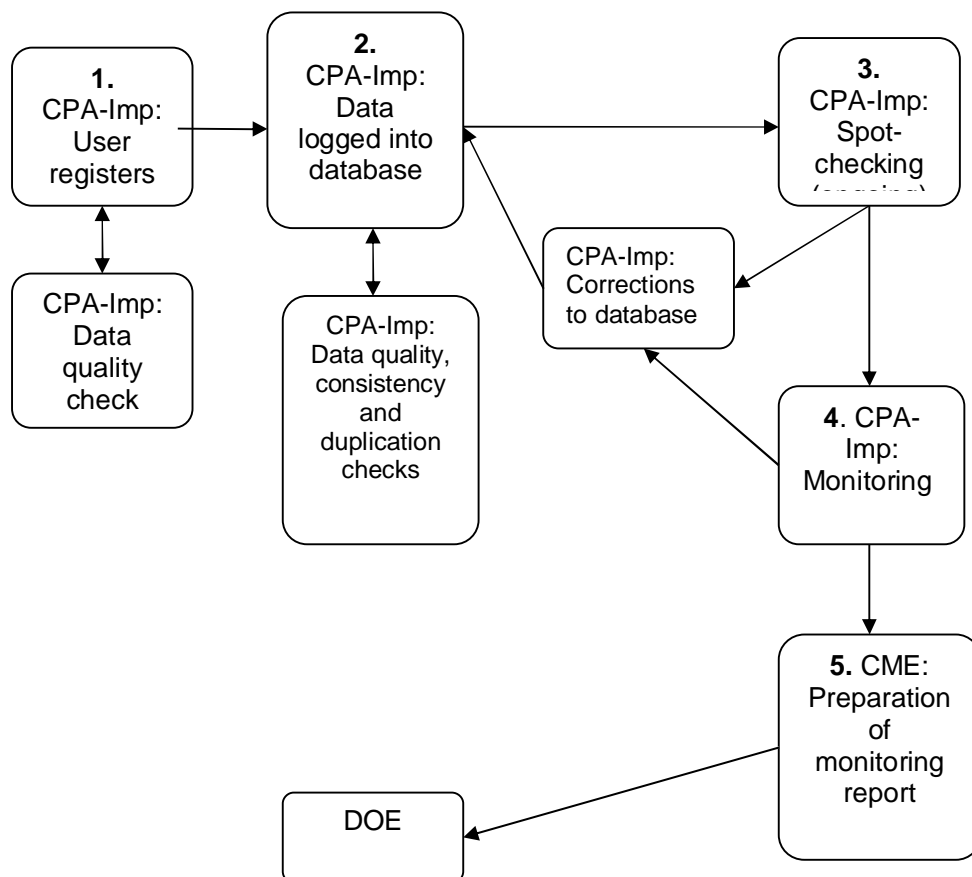 1.
CPA-Imp:
User
registers
2.
CPA-Imp:
Data
logged into
database
3.
CPA-Imp:
Spot-
checking
(ongoing)
CPA-Imp:
Data
quality
check
CPA-Imp:
Data quality,
consistency
and
duplication
checks
CPA-Imp:
Corrections
to database
4. CPA-
Imp:
Monitoring
5. CME:
Preparation
of
monitoring
report
DOE